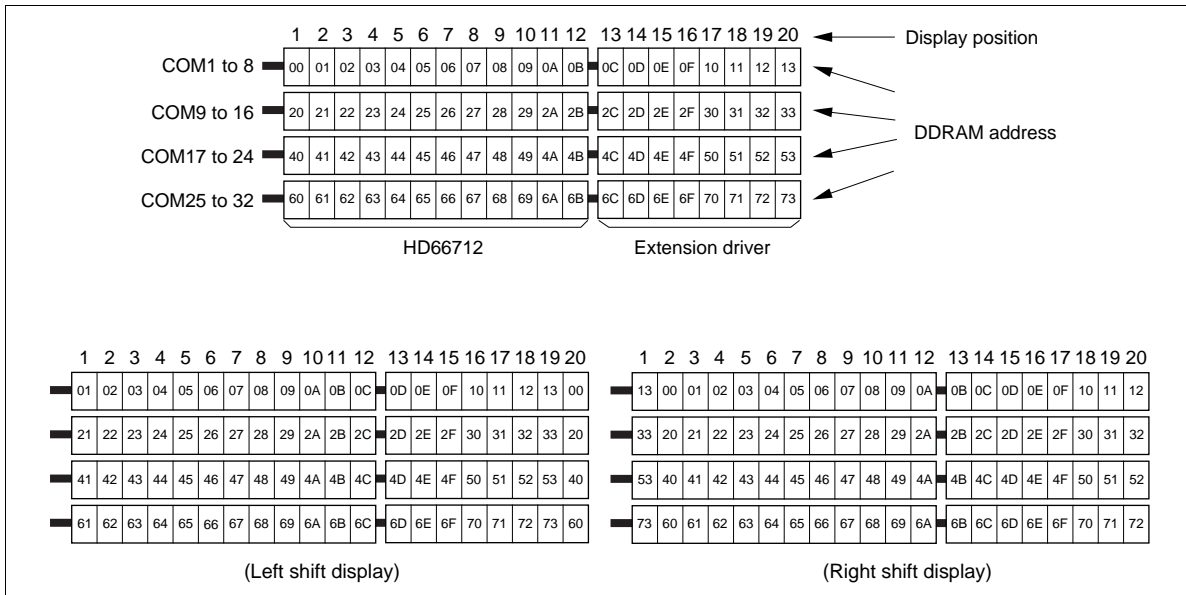 1 2 3 4 5 6 7 8 9 10 11 12 13 14 15 16 17 18 19 20 Display position
COM1 to 8 00 01 02 03 04 05 06 07 08 09 0A 0B 0C 0D 0E 0F 10 11 12 13
COM9 to 16 20 21 22 23 24 25 26 27 28 29 2A 2B 2C 2D 2E 2F 30 31 32 33
DDRAM address
COM17 to 24 40 41 42 43 44 45 46 47 48 49 4A 4B 4C 4D 4E 4F 50 51 52 53
COM25 to 32 60 61 62 63 64 65 66 67 68 69 6A 6B 6C 6D 6E 6F 70 71 72 73
HD66712 Extension driver
1 2 3 4 5 6 7 8 9 10 11 12 13 14 15 16 17 18 19 20
01 02 03 04 05 06 07 08 09 0A 0B 0C 0D 0E 0F 10 11 12 13 00
21 22 23 24 25 26 27 28 29 2A 2B 2C 2D 2E 2F 30 31 32 33 20
41 42 43 44 45 46 47 48 49 4A 4B 4C 4D 4E 4F 50 51 52 53 40
61 62 63 64 65 66 67 68 69 6A 6B 6C 6D 6E 6F 70 71 72 73 60
(Left shift display)
1 2 3 4 5 6 7 8 9 10 11 12 13 14 15 16 17 18 19 20
13 00 01 02 03 04 05 06 07 08 09 0A 0B 0C 0D 0E 0F 10 11 12
33 20 21 22 23 24 25 26 27 28 29 2A 2B 2C 2D 2E 2F 30 31 32
53 40 41 42 43 44 45 46 47 48 49 4A 4B 4C 4D 4E 4F 50 51 52
73 60 61 62 63 64 65 66 67 68 69 6A 6B 6C 6D 6E 6F 70 71 72
(Right shift display)